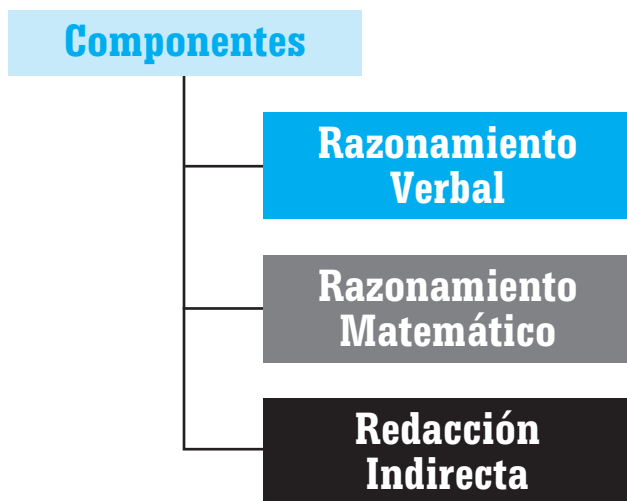 Componentes
Razonamiento
Verbal
Razonamiento
Matemático
Redacción
Indirecta